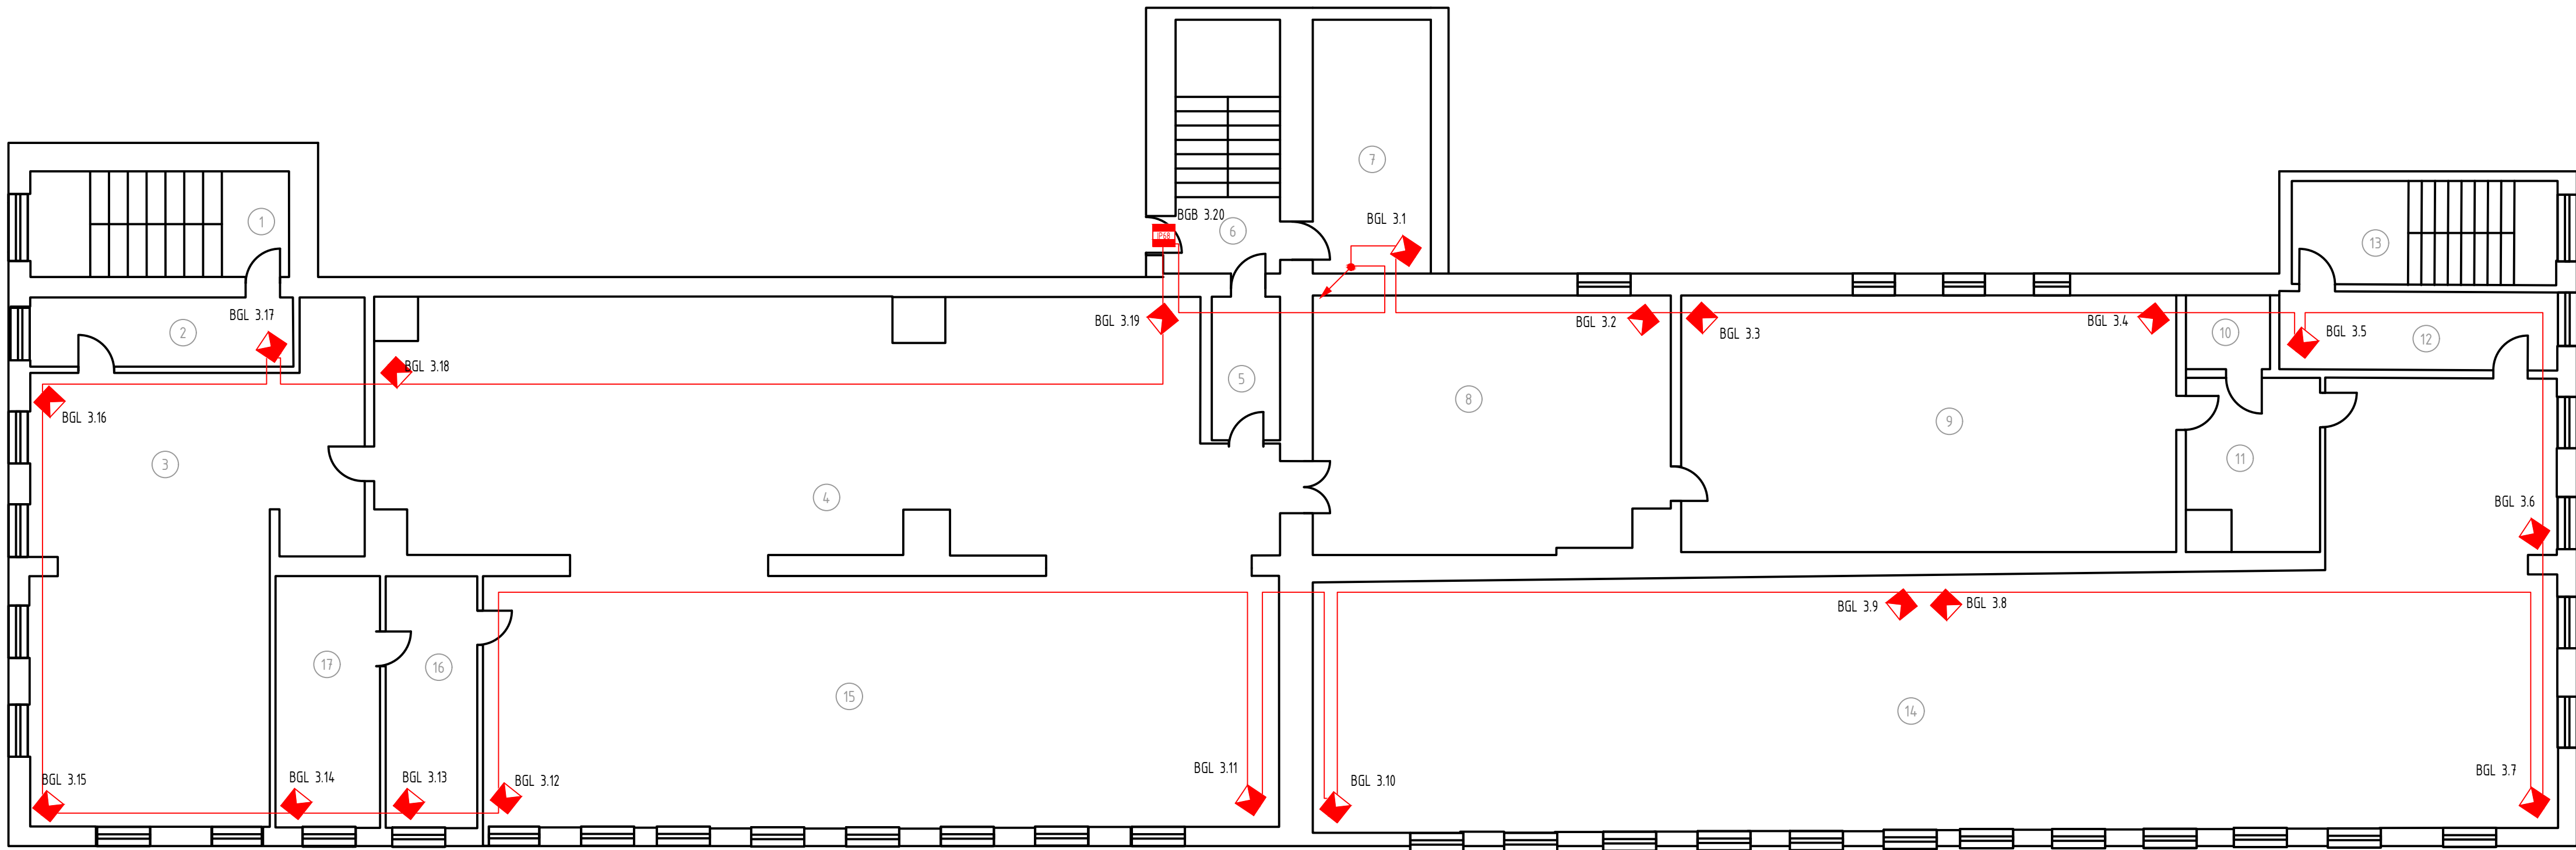 7
1
BGB 3.20
6
BGL 3.1
IP68
13
BGL 3.17
2
BGL 3.19
BGL 3.2
BGL 3.3
BGL 3.4
10
BGL 3.5
12
BGL 3.18
5
8
BGL 3.16
9
3
11
4
BGL 3.6
BGL 3.9
BGL 3.8
17
16
15
14
BGL 3.15
BGL 3.14
BGL 3.13
BGL 3.12
BGL 3.11
BGL 3.10
BGL 3.7